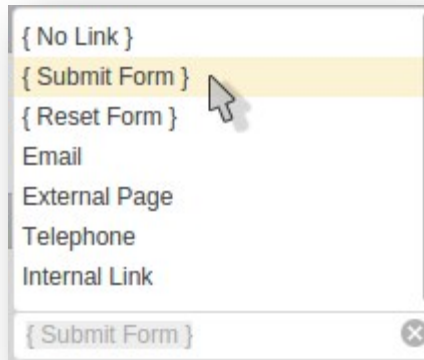 { No Link }
{ Submit Form }
{ Reset Form }
Email
External Page
Telephone
Internal Link
{ Submit Form }